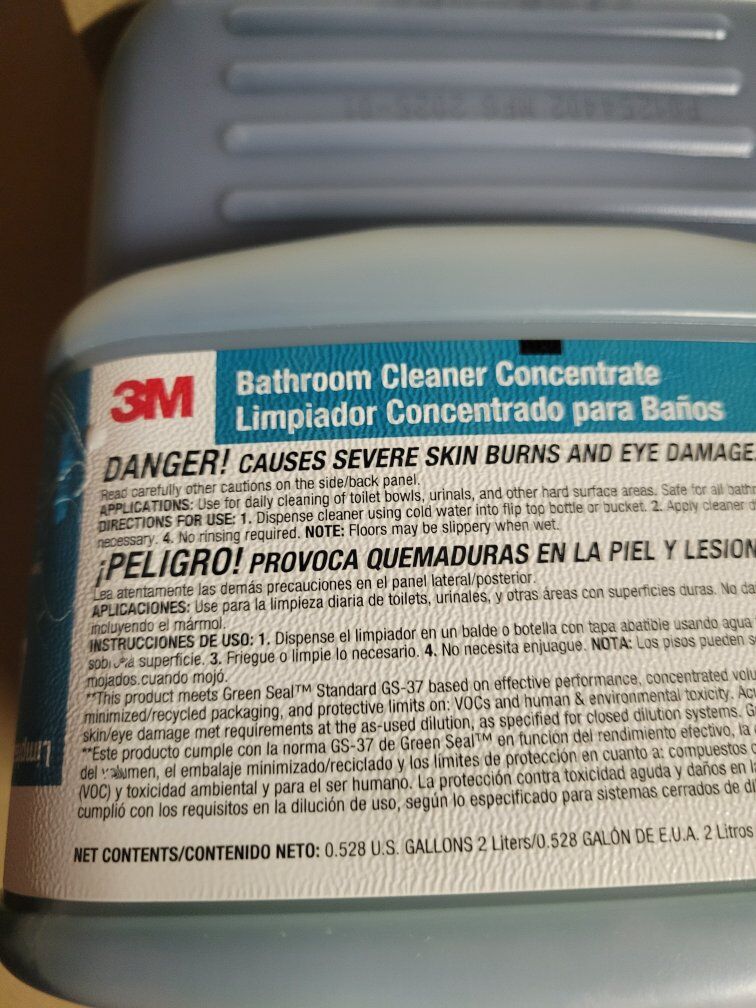 MFG 2025-01
3M
Bathroom Cleaner Concentrate
Limpiador Concentrado para Baños
DANGER! CAUSES SEVERE SKIN BURNS AND EYE DAMAGE.
Read carefully other cautions on the side/back panel.
APPLICATIONS: Use for daily cleaning of toilet bowls, urinals, and other hard surface areas. Safe for all bathr
DIRECTIONS FOR USE: 1. Dispense cleaner using cold water into flip top bottle or bucket. 2. Apply cleaner
necessary. 4. No rinsing required. NOTE: Floors may be slippery when wet.
¡PELIGRO! PROVOCA QUEMADURAS EN LA PIEL Y LESION
Lea atentamente las demás precauciones en el panel lateral/posterior.
APLICACIONES: Use para la limpieza diaria de toilets, urinales, y otras áreas con superficies duras. No da
incluyendo el mármol.
INSTRUCCIONES DE USO: 1. Dispense el limpiador en un balde o botella con tapa abatible usando agua
superficie. 3. Friegue o limpie lo necesario. 4. No necesita enjuague. NOTA: Los pisos pueden s
mojados.cuando mojó.
**This product meets Green Seal™ Standard GS-37 based on effective performance, concentrated volu
minimized/recycled packaging, and protective limits on: VOCs and human & environmental toxicity. Ac
skin/eye damage met requirements at the as-used dilution, as specified for closed dilution systems. G
**Este producto cumple con la norma GS-37 de Green Seal™ en función del rendimiento efectivo, la
del el embalaje minimizado/reciclado y los límites de protección en cuanto a: compuestos
(VOC) y toxicidad ambiental y para el ser humano. La protección contra toxicidad aguda y daños en la
cumplió con los requisitos en la dilución de uso, según lo especificado para sistemas cerrados de di
NET CONTENTS/CONTENIDO NETO: 0.528 U.S. GALLONS 2 Liters/0.528 GALÓN DE E.U.A. 2 Litros